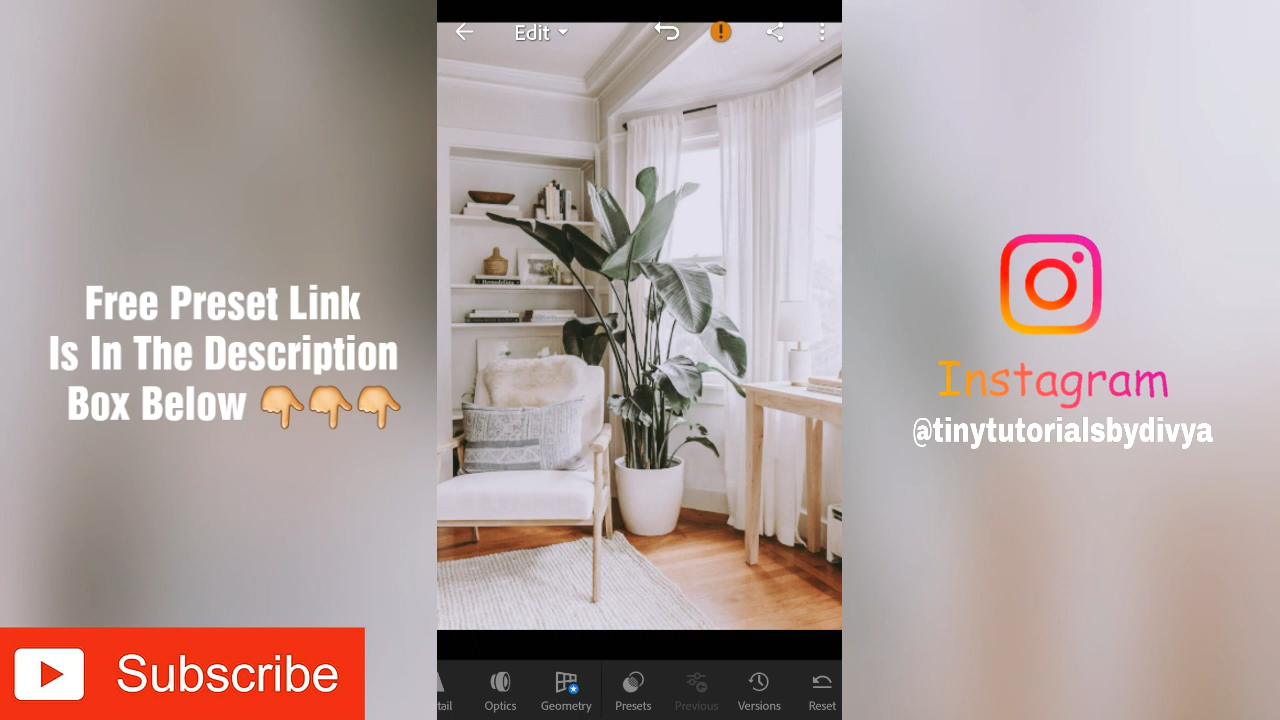 Edit
Free Preset Link
Is In The Description
Box Below 👇👇👇
Instagram
@tinytutorialsbydivya
Subscribe
tail
Optics
Geometry
Presets
Previous
Versions
Reset